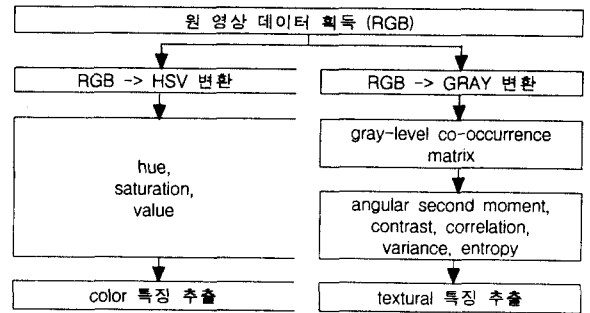 원 영상 데이터 획득 (RGB)
RGB -> HSV 변환
RGB -> GRAY 변환
hue,
saturation,
value
gray-level co-occurrence
matrix
angular second moment,
contrast, correlation,
variance, entropy
color 특징 추출
textural 특징 추출